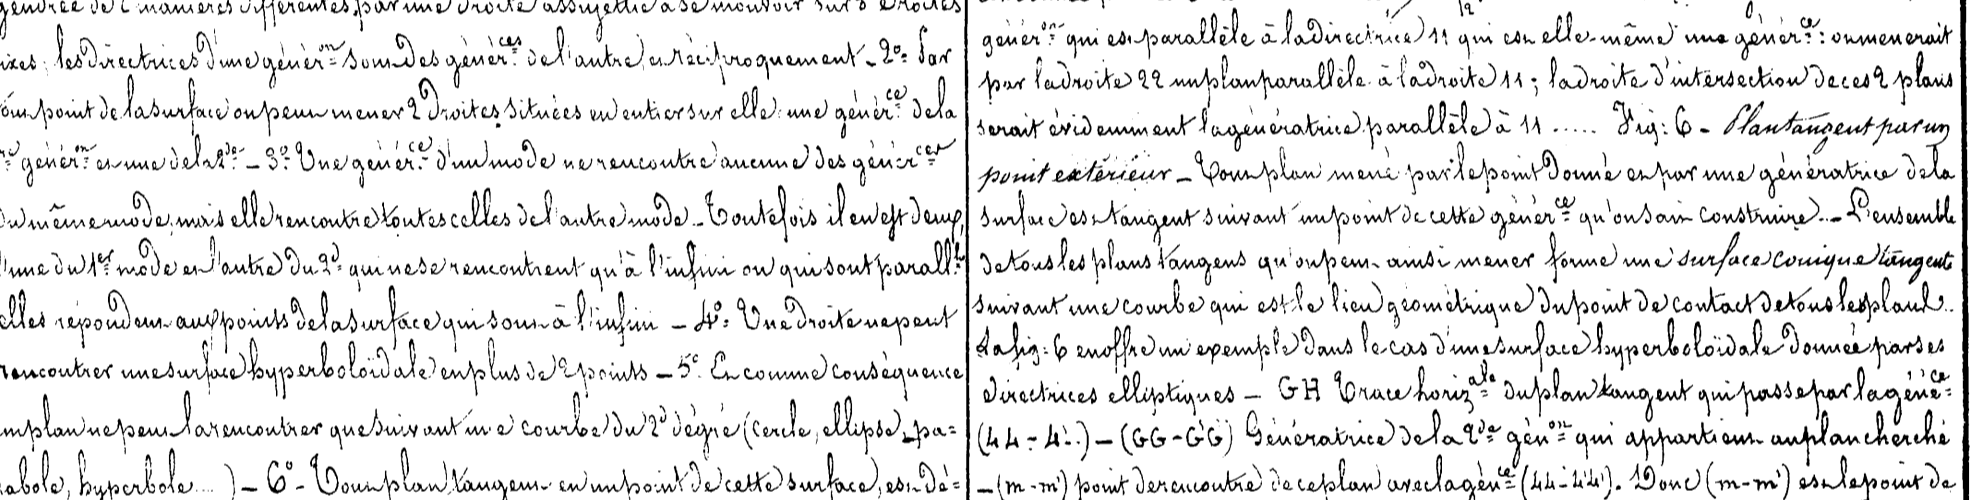 gendrée de 2 manières différentes, par une droite assujettie à se mouvoir sur 3 droites
ixes; les directrices d'une génér.on sont des génér.ces de l'autre, et réciproquement - 2°: Par
point de la surface on peut mener 2 droites situées en entier sur elle: une génér.ce de la
génér.on et une de la 2.de - 3°. Une génér.ce d'un mode ne rencontre aucune des génér.ces
du même mode, mais elle rencontre toutes celles de l'autre mode - Toutefois il en est deux,
l'une du 1.er mode et l'autre du 2.d qui ne se rencontrent qu'à l'infini ou qui sont parall.les
elles répondent aux points de la surface qui sont à l'infini - 4°: Une droite ne peut
rencontrer une surface hyperboloïdale en plus de 2 points - 5°. Et comme conséquence
un plan ne peut la rencontrer que suivant une courbe du 2.d dégré (cercle, ellipse, pa=
rabole, hyperbole....) - 6° - Tout plan tangent en un point de cette surface, est dé=
génér.on qui est parallèle à la directrice 11 qui est elle-même une génér.ce: on menerait
par la droite 22 un plan parallèle à la droite 11; la droite d'intersection de ces 2 plans
serait évidemment la génératrice parallèle à 11 ..... Fig: 6 - Plan tangent par un
point extérieur - Tout plan mené par le point donné et par une génératrice de la
surface est tangent suivant un point de cette génér.ce qu'on sait construire. - L'ensemble
de tous les plans tangens qu'on peut ainsi mener forme une surface conique tangente
suivant une courbe qui est le lieu géométrique du point de contact de tous les plans..
La fig: 6 en offre un exemple dans le cas d'une surface hyperboloïdale donnée par ses
directrices elliptiques - GH Trace horiz.ale du plan tangent qui passe par la géné.ce=
(44-4'.) - (GG-G'G') Génératrice de la 2.de gén.on qui appartient au plan cherché
- (m-m') point de rencontre de ce plan avec la gén.ce (44-4'4'). Donc (m-m') est le point de